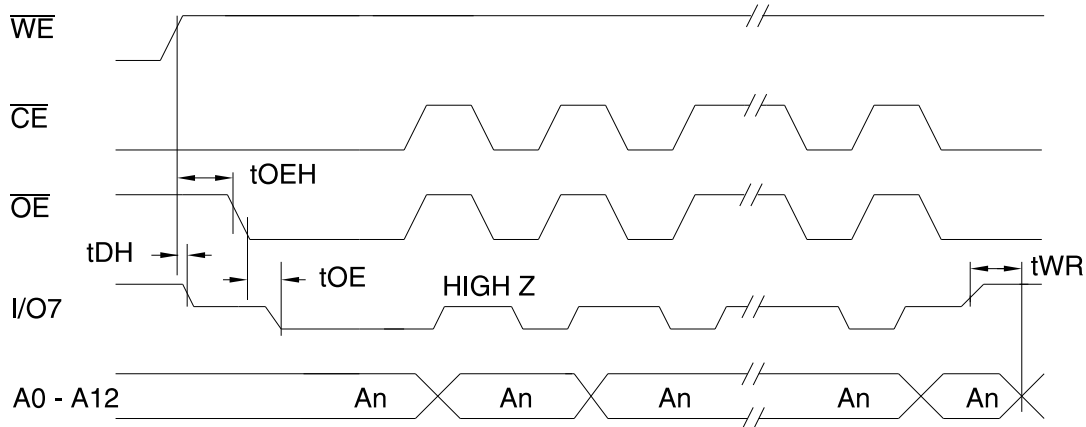 WE
CE
tOEH
OE
tDH
tOE
tWR
HIGH Z
I/O7
A0 - A12 An An An An An